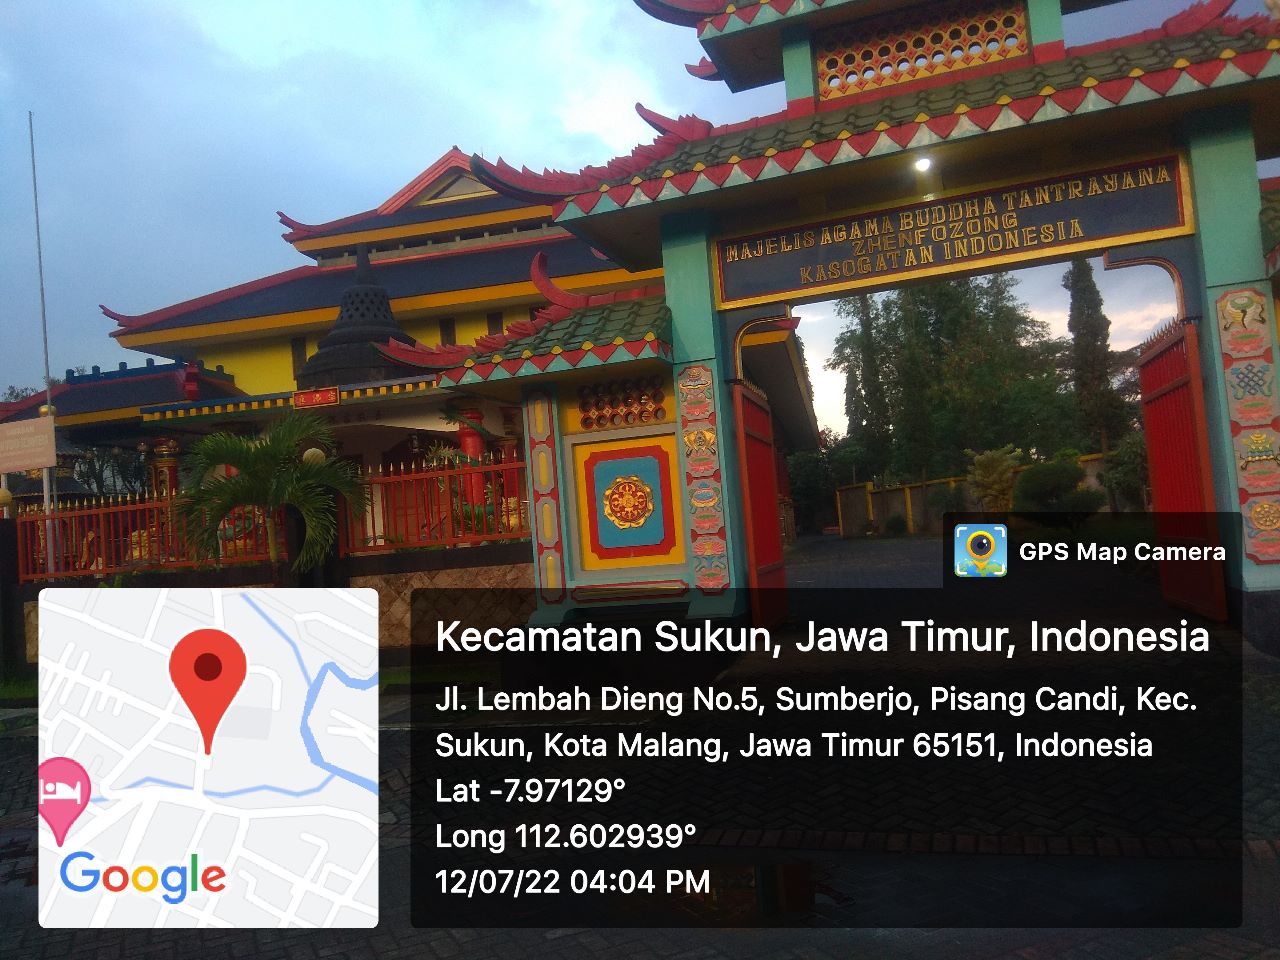 MAJELIS AGAMA BUDDHA TANTRAYANA
ZHENFOZONG
KASOGATAN INDONESIA
GPS Map Camera
Kecamatan Sukun, Jawa Timur, Indonesia
Jl. Lembah Dieng No.5, Sumberjo, Pisang Candi, Kec.
Sukun, Kota Malang, Jawa Timur 65151, Indonesia
Lat -7.97129°
Long 112.602939°
12/07/22 04:04 PM
Google